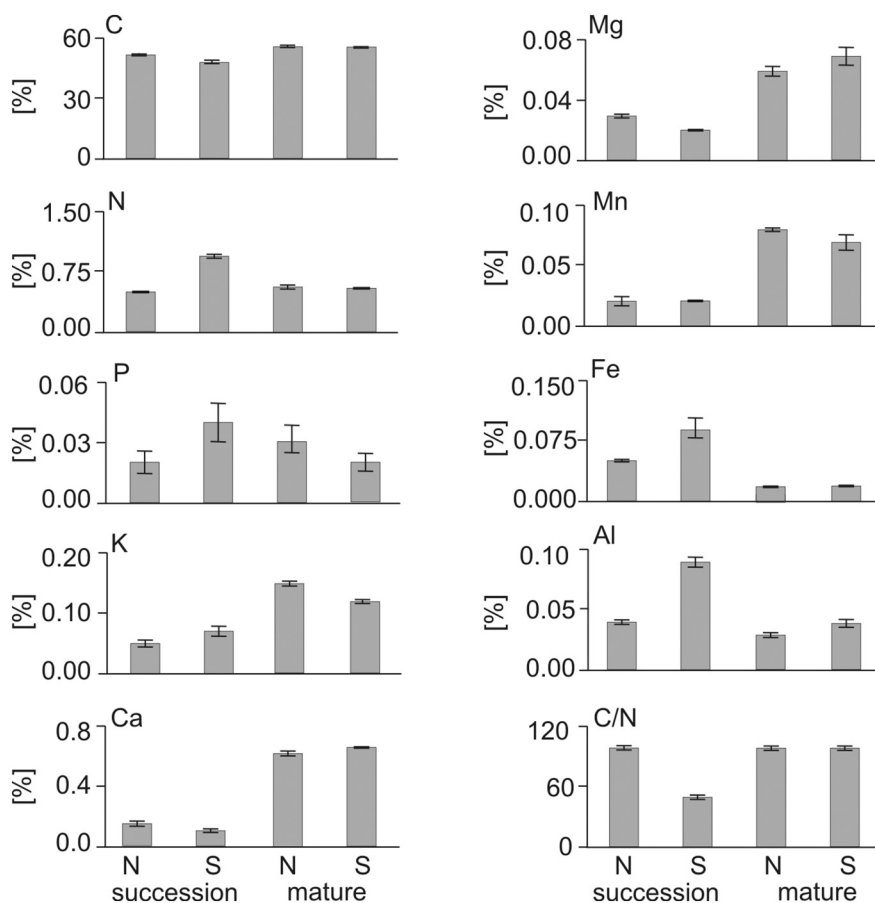 C
[%]
60
30
0
N
[%]
1.50
0.75
0.00
P
[%]
0.06
0.03
0.00
K
[%]
0.20
0.10
0.00
Ca
[%]
0.8
0.4
0.0
N S N S
succession mature
Mg
[%]
0.08
0.04
0.00
Mn
[%]
0.10
0.05
0.00
Fe
[%]
0.150
0.075
0.000
Al
[%]
0.10
0.05
0.00
C/N
120
60
0
N S N S
succession mature